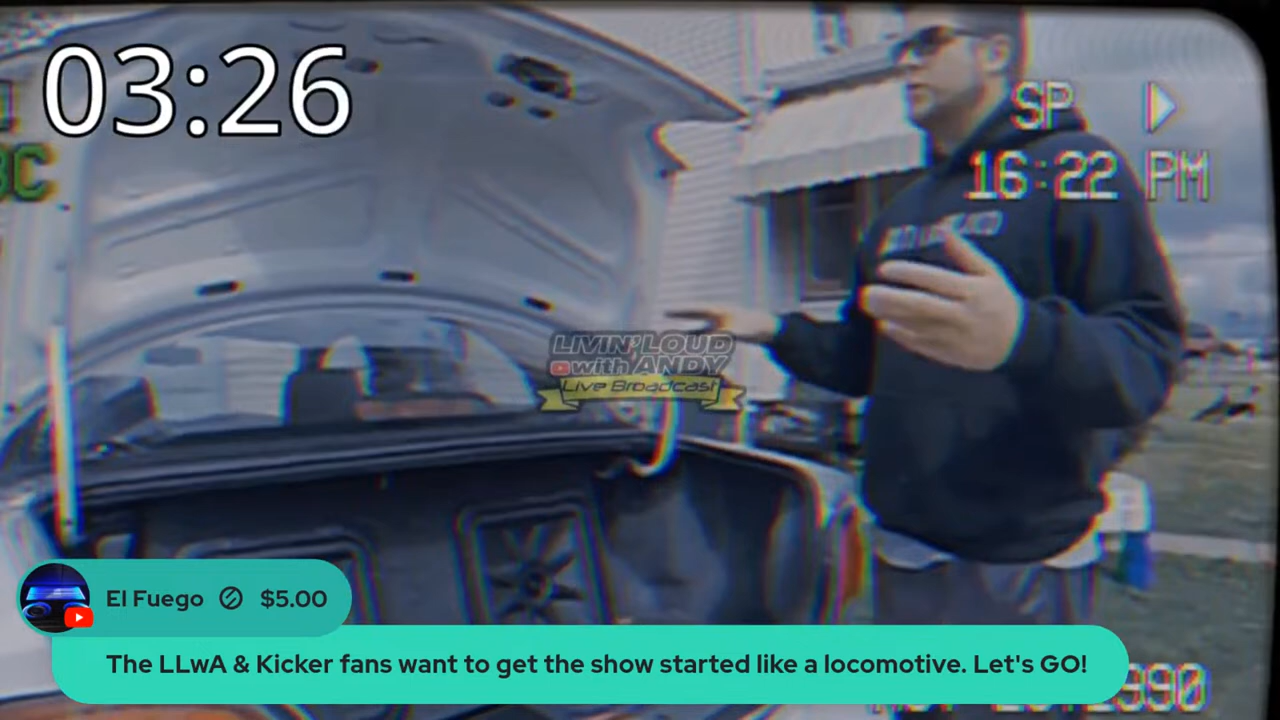 03:26
SP
16:22 PM
LIVIN' LOUD
with ANDY
Live Broadcast
El Fuego $5.00
The LLwA & Kicker fans want to get the show started like a locomotive. Let's GO!